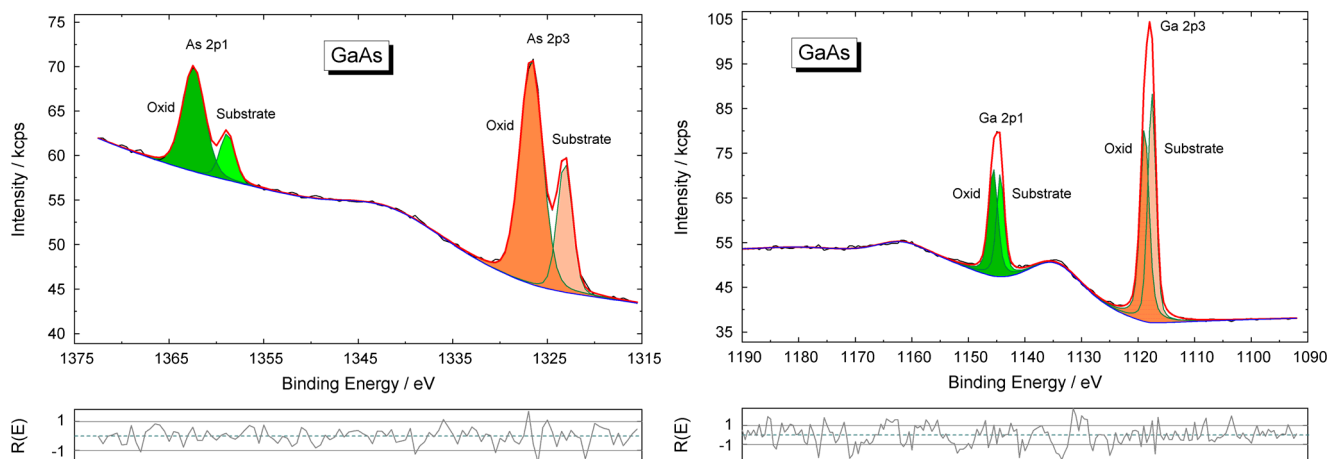 75
70
65
60
55
50
45
40
Intensity / kcps
As 2p1
Oxid
Substrate
GaAs
As 2p3
Oxid
Substrate
1375
1365
1355
1345
1335
1325
1315
Binding Energy / eV
R(E)
1
-1
105
95
85
75
65
55
45
35
Intensity / kcps
GaAs
Ga 2p1
Oxid
Substrate
Ga 2p3
Oxid
Substrate
1190
1180
1170
1160
1150
1140
1130
1120
1110
1100
1090
Binding Energy / eV
R(E)
1
-1